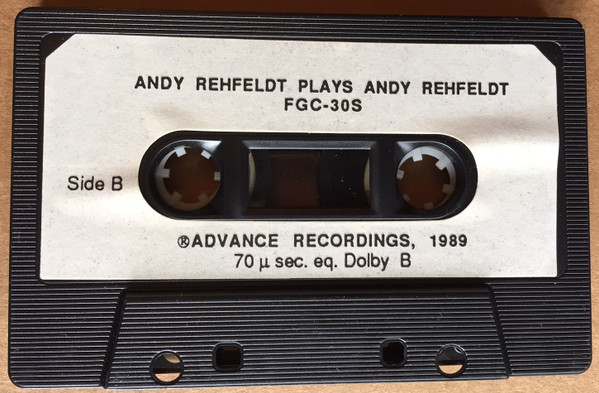 ANDY REHFELDT PLAYS ANDY REHFELDT
FGC-30S
Side B
®ADVANCE RECORDINGS, 1989
70 µ sec. eq. Dolby B